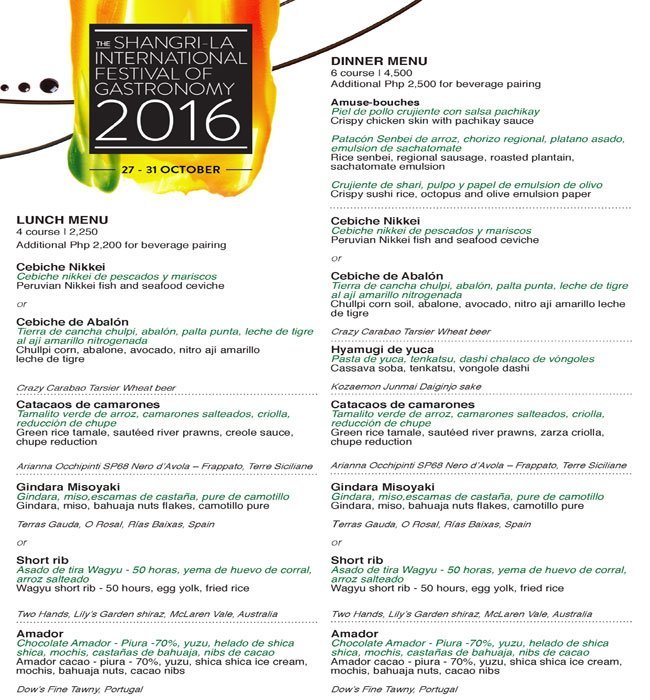 THE SHANGRI-LA
INTERNATIONAL
FESTIVAL OF
GASTRONOMY
2016
27 - 31 OCTOBER
LUNCH MENU
4 course | 2,250
Additional Php 2,200 for beverage pairing
Cebiche Nikkei
Cebiche nikkei de pescados y mariscos
Peruvian Nikkei fish and seafood ceviche
or
Cebiche de Abalón
Tierra de cancha chulpi, abalón, palta punta, leche de tigre
al ají amarillo nitrogenada
Chullpi corn, abalone, avocado, nitro aji amarillo
leche de tigre
Crazy Carabao Tarsier Wheat beer
Catacaos de camarones
Tamalito verde de arroz, camarones salteados, criolla,
reducción de chupe
Green rice tamale, sautéed river prawns, creole sauce,
chupe reduction
Arianna Occhipinti SP68 Nero d'Avola – Frappato, Terre Siciliane
Gindara Misoyaki
Gindara, miso,escamas de castaña, pure de camotillo
Gindara, miso, bahuaja nuts flakes, camotillo pure
Terras Gauda, O Rosal, Rías Baixas, Spain
or
Short rib
Asado de tira Wagyu - 50 horas, yema de huevo de corral,
arroz salteado
Wagyu short rib - 50 hours, egg yolk, fried rice
Two Hands, Lily's Garden shiraz, McLaren Vale, Australia
Amador
Chocolate Amador - Piura -70%, yuzu, helado de shica
shica, mochis, castañas de bahuaja, nibs de cacao
Amador cacao - piura - 70%, yuzu, shica shica ice cream,
mochis, bahuaja nuts, cacao nibs
Dow's Fine Tawny, Portugal
DINNER MENU
6 course | 4,500
Additional Php 2,500 for beverage pairing
Amuse-bouches
Piel de pollo crujiente con salsa pachikay
Crispy chicken skin with pachikay sauce
Patacón Senbei de arroz, chorizo regional, platano asado,
emulsion de sachatomate
Rice senbei, regional sausage, roasted plantain,
sachatomate emulsion
Crujiente de shari, pulpo y papel de emulsion de olivo
Crispy sushi rice, octopus and olive emulsion paper
Cebiche Nikkei
Cebiche nikkei de pescados y mariscos
Peruvian Nikkei fish and seafood ceviche
or
Cebiche de Abalón
Tierra de cancha chulpi, abalón, palta punta, leche de tigre
al ají amarillo nitrogenada
Chullpi corn soil, abalone, avocado, nitro aji amarillo leche
de tigre
Crazy Carabao Tarsier Wheat beer
Hyamugi de yuca
Pasta de yuca, tenkatsu, dashi chalaco de vóngoles
Cassava soba, tenkatsu, vongole dashi
Kozaemon Junmai Daiginjo sake
Catacaos de camarones
Tamalito verde de arroz, camarones salteados, criolla,
reducción de chupe
Green rice tamale, sautéed river prawns, zarza criolla,
chupe reduction
Arianna Occhipinti SP68 Nero d'Avola – Frappato, Terre Siciliane
Gindara Misoyaki
Gindara, miso,escamas de castaña, pure de camotillo
Gindara, miso, bahuaja nuts flakes, camotillo pure
Terras Gauda, O Rosal, Rías Baixas, Spain
or
Short rib
Asado de tira Wagyu - 50 horas, yema de huevo de corral,
arroz salteado
Wagyu short rib - 50 hours, egg yolk, fried rice
Two Hands, Lily's Garden shiraz, McLaren Vale, Australia
Amador
Chocolate Amador - Piura -70%, yuzu, helado de shica
shica, mochis, castañas de bahuaja, nibs de cacao
Amador cacao - piura - 70%, yuzu, shica shica ice cream,
mochis, bahuaja nuts, cacao nibs
Dow's Fine Tawny, Portugal